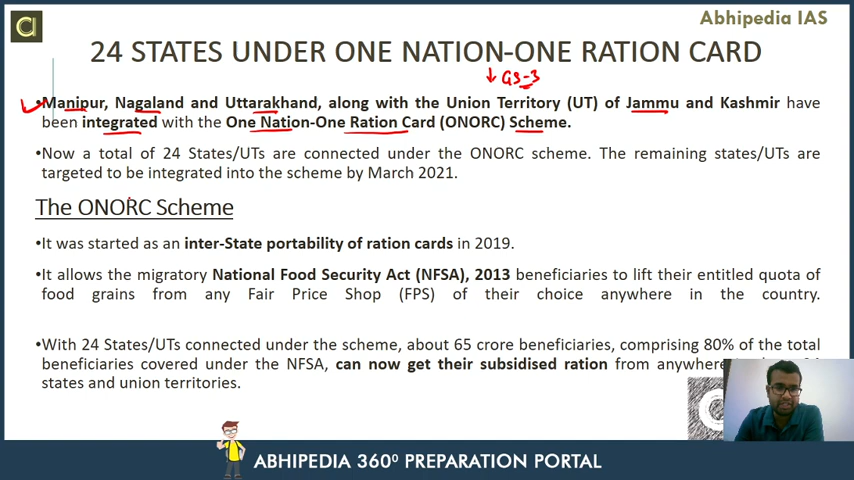 Abhipedia IAS
a
24 STATES UNDER ONE NATION-ONE RATION CARD
↓ GS-3
•Manipur, Nagaland and Uttarakhand, along with the Union Territory (UT) of Jammu and Kashmir have
been integrated with the One Nation-One Ration Card (ONORC) Scheme.
•Now a total of 24 States/UTs are connected under the ONORC scheme. The remaining states/UTs are
targeted to be integrated into the scheme by March 2021.
The ONORC Scheme
•It was started as an inter-State portability of ration cards in 2019.
•It allows the migratory National Food Security Act (NFSA), 2013 beneficiaries to lift their entitled quota of
food grains from any Fair Price Shop (FPS) of their choice anywhere in the country.
•With 24 States/UTs connected under the scheme, about 65 crore beneficiaries, comprising 80% of the total
beneficiaries covered under the NFSA, can now get their subsidised ration from anywhere
states and union territories.
ABHIPEDIA 360⁰ PREPARATION PORTAL